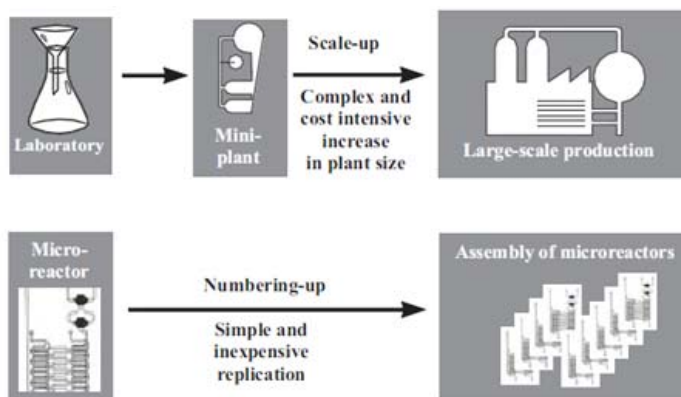 Laboratory
Mini-
plant
Scale-up
Complex and
cost intensive
increase
in plant size
Large-scale production
Micro-
reactor
Numbering-up
Simple and
inexpensive
replication
Assembly of microreactors